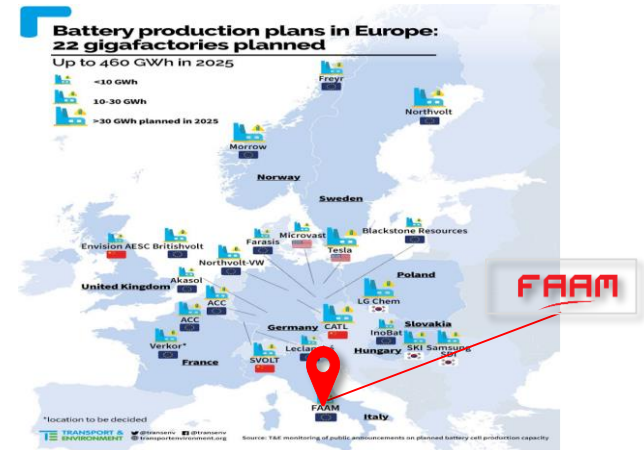 Battery production plans in Europe:
22 gigafactories planned
Up to 460 GWh in 2025
<10 GWh
10-30 GWh
>30 GWh planned in 2025
Freyr
Northvolt
Morrow
Norway
Sweden
Envision AESC
Britishvolt
Farasis
Microvast
Tesla
Blackstone Resources
Northvolt-VW
United Kingdom
Akasol
ACC
Poland
LG Chem
FAAM
ACC
Germany
CATL
InoBat
Slovakia
Verkor*
France
SVOLT
Hungary
SKI
Samsung
SDI
FAAM
Italy
*location to be decided
TRANSPORT &
ENVIRONMENT
@transenv
@transenv
transportenvironment.org
Source: T&E monitoring of public announcements on planned battery cell production capacity